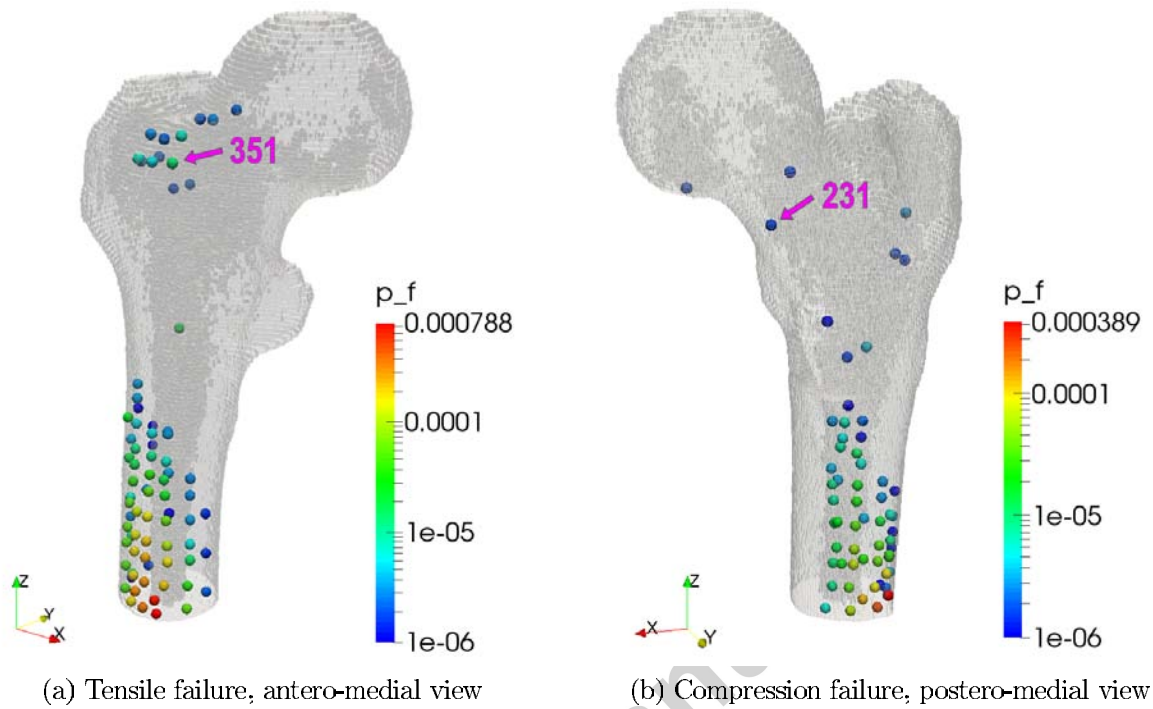 351
p_f
0.000788
0.0001
1e-05
1e-06
Z
Y
X
(a) Tensile failure, antero-medial view
231
p_f
0.000389
0.0001
1e-05
1e-06
Z
X
Y
(b) Compression failure, postero-medial view